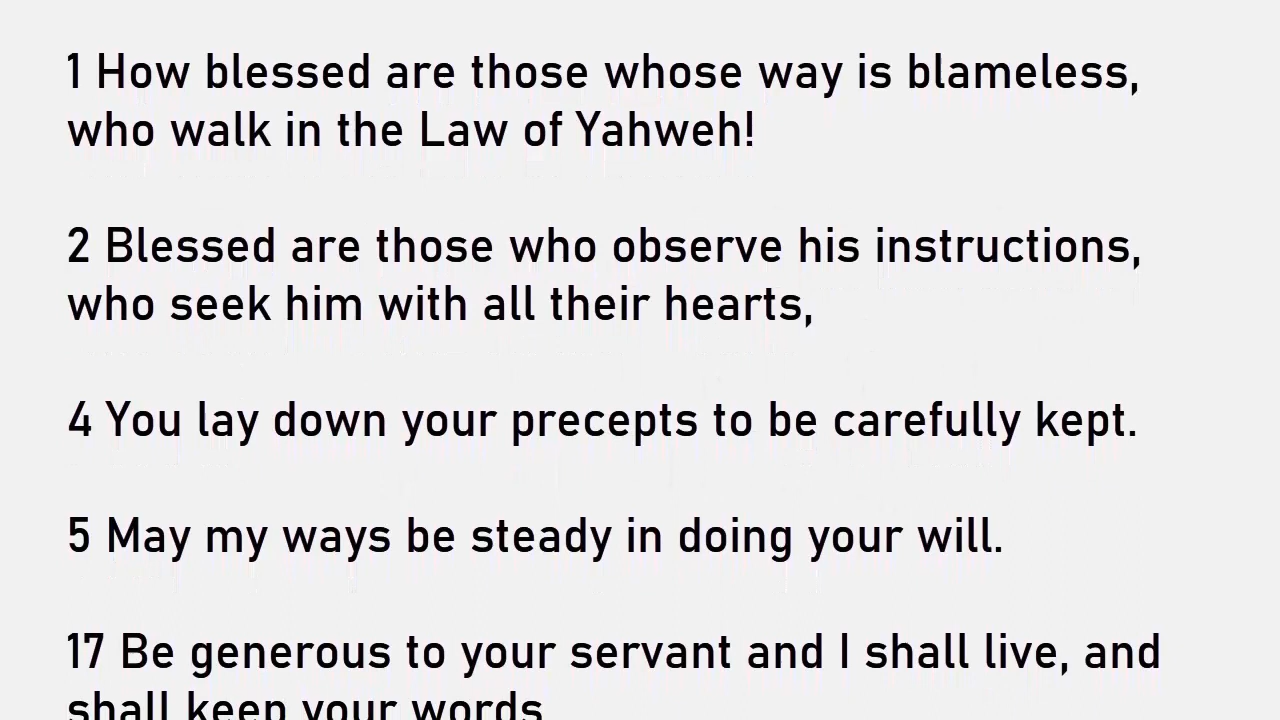 1 How blessed are those whose way is blameless,
who walk in the Law of Yahweh!
2 Blessed are those who observe his instructions,
who seek him with all their hearts,
4 You lay down your precepts to be carefully kept.
5 May my ways be steady in doing your will.
17 Be generous to your servant and I shall live, and
shall keep your words